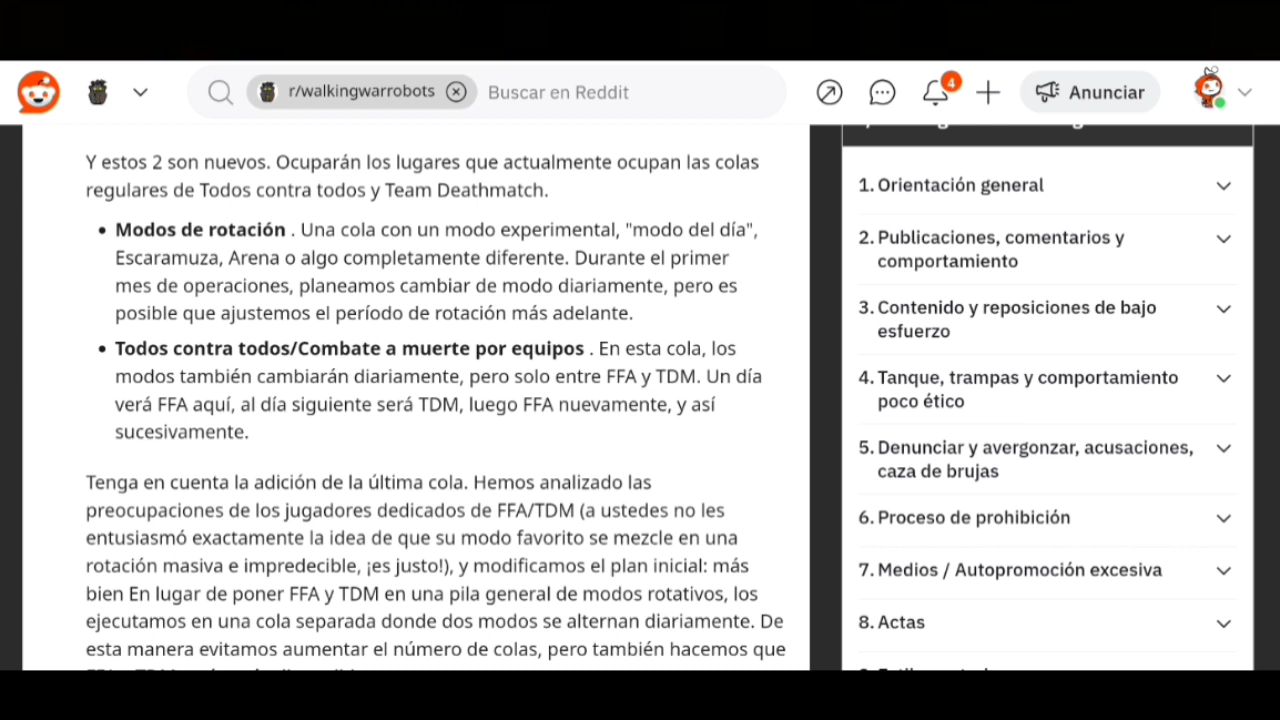 r/walkingwarrobots
Buscar en Reddit
4
Anunciar
Y estos 2 son nuevos. Ocuparán los lugares que actualmente ocupan las colas
regulares de Todos contra todos y Team Deathmatch.
• Modos de rotación . Una cola con un modo experimental, "modo del día",
Escaramuza, Arena o algo completamente diferente. Durante el primer
mes de operaciones, planeamos cambiar de modo diariamente, pero es
posible que ajustemos el período de rotación más adelante.
• Todos contra todos/Combate a muerte por equipos . En esta cola, los
modos también cambiarán diariamente, pero solo entre FFA y TDM. Un día
verá FFA aquí, al día siguiente será TDM, luego FFA nuevamente, y así
sucesivamente.
Tenga en cuenta la adición de la última cola. Hemos analizado las
preocupaciones de los jugadores dedicados de FFA/TDM (a ustedes no les
entusiasmó exactamente la idea de que su modo favorito se mezcle en una
rotación masiva e impredecible, ¡es justo!), y modificamos el plan inicial: más
bien En lugar de poner FFA y TDM en una pila general de modos rotativos, los
ejecutamos en una cola separada donde dos modos se alternan diariamente. De
esta manera evitamos aumentar el número de colas, pero también hacemos que
1. Orientación general
2. Publicaciones, comentarios y
comportamiento
3. Contenido y reposiciones de bajo
esfuerzo
4. Tanque, trampas y comportamiento
poco ético
5. Denunciar y avergonzar, acusaciones,
caza de brujas
6. Proceso de prohibición
7. Medios / Autopromoción excesiva
8. Actas